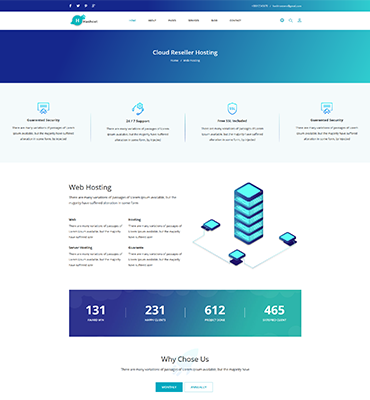 HOME ABOUT PAGES SERVICES BLOG CONTACT
Cloud Reseller Hosting
Home Web Hosting
Guaranteed Security
There are many variations of passages of Lorem
ipsum available, but the majority have suffered
alteration in some form, by injected
24 / 7 Support
There are many variations of passages of Lorem
ipsum available, but the majority have suffered
alteration in some form, by injected
Free SSL Included
There are many variations of passages of Lorem
ipsum available, but the majority have suffered
alteration in some form, by injected
Guaranteed Security
There are many variations of passages of Lorem
ipsum available, but the majority have suffered
alteration in some form, by injected
Web Hosting
There are many variations of passages of Lorem ipsum available, but the
majority have suffered alteration in some form.
Web
There are many variations of passages of
Lorem ipsum available, but the majority
have suffered
Hosting
There are many variations of passages of
Lorem ipsum available, but the majority
have suffered
Server Hosting
There are many variations of passages of
Lorem ipsum available, but the majority
have suffered
There are many variations of passages of
Lorem ipsum available, but the majority
have suffered
131
231
HAPPY CLIENTS
612
PROJECT DONE
465
Why Chose Us
There are many variations of passages of Lorem Ipsum available, but the majority have